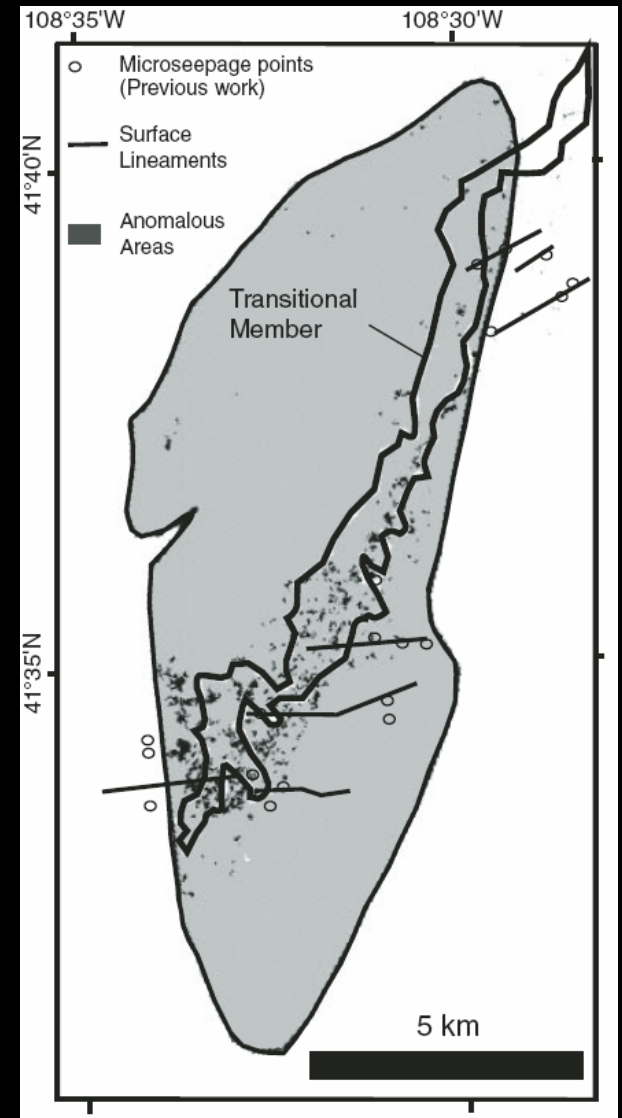 108°35'W
108°30'W
Microseepage points
(Previous work)
Surface
Lineaments
41°40'N
Anomalous
Areas
Transitional
Member
41°35'N
5 km